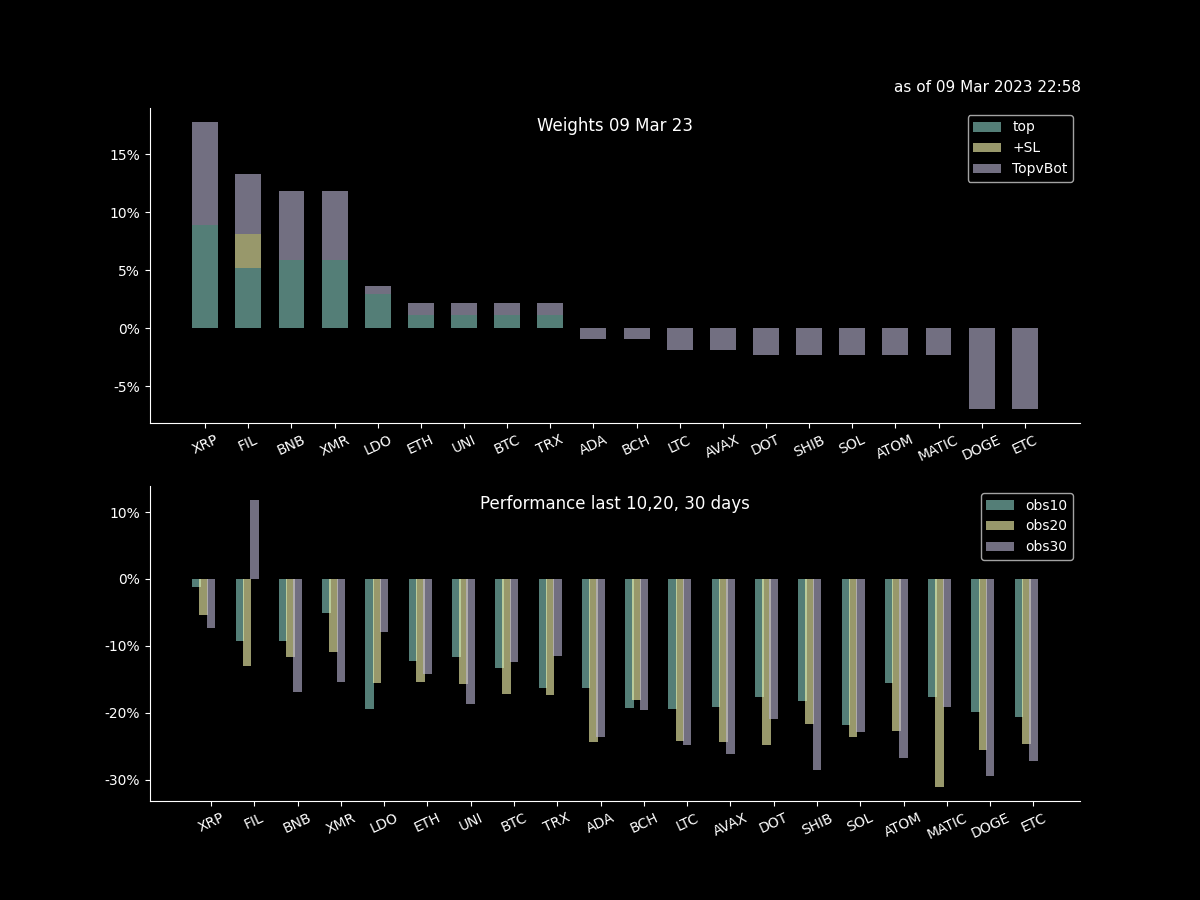 as of 09 Mar 2023 22:58
Weights 09 Mar 23
top
+SL
TopvBot
15%
10%
5%
0%
-5%
XRP FIL BNB XMR LDO ETH UNI BTC TRX ADA BCH LTC AVAX DOT SHIB SOL ATOM MATIC DOGE ETC
Performance last 10,20, 30 days
obs10
obs20
obs30
10%
0%
-10%
-20%
-30%
XRP FIL BNB XMR LDO ETH UNI BTC TRX ADA BCH LTC AVAX DOT SHIB SOL ATOM MATIC DOGE ETC